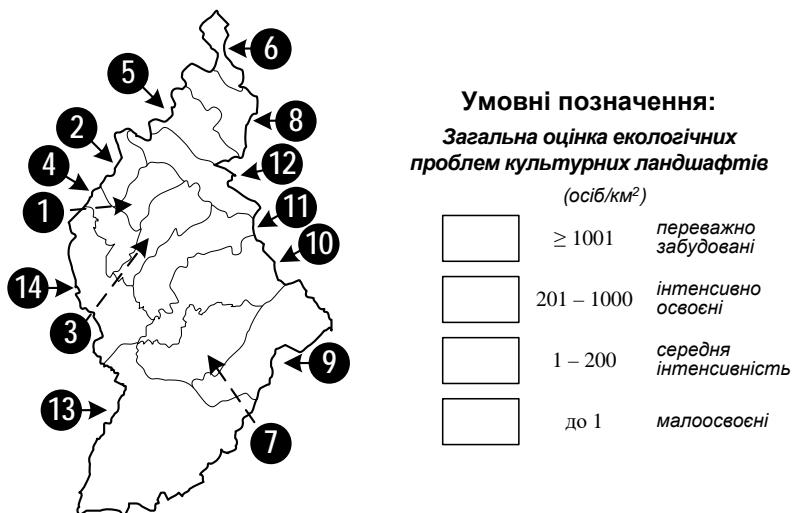 6
5
8
2
12
4
1
11
10
14
3
9
13
7
Умовні позначення:
Загальна оцінка екологічних
проблем культурних ландшафтів
(осіб/км²)
≥ 1001 переважно
забудовані
201 – 1000 інтенсивно
освоєні
1 – 200 середня
інтенсивність
до 1 малоосвоєні